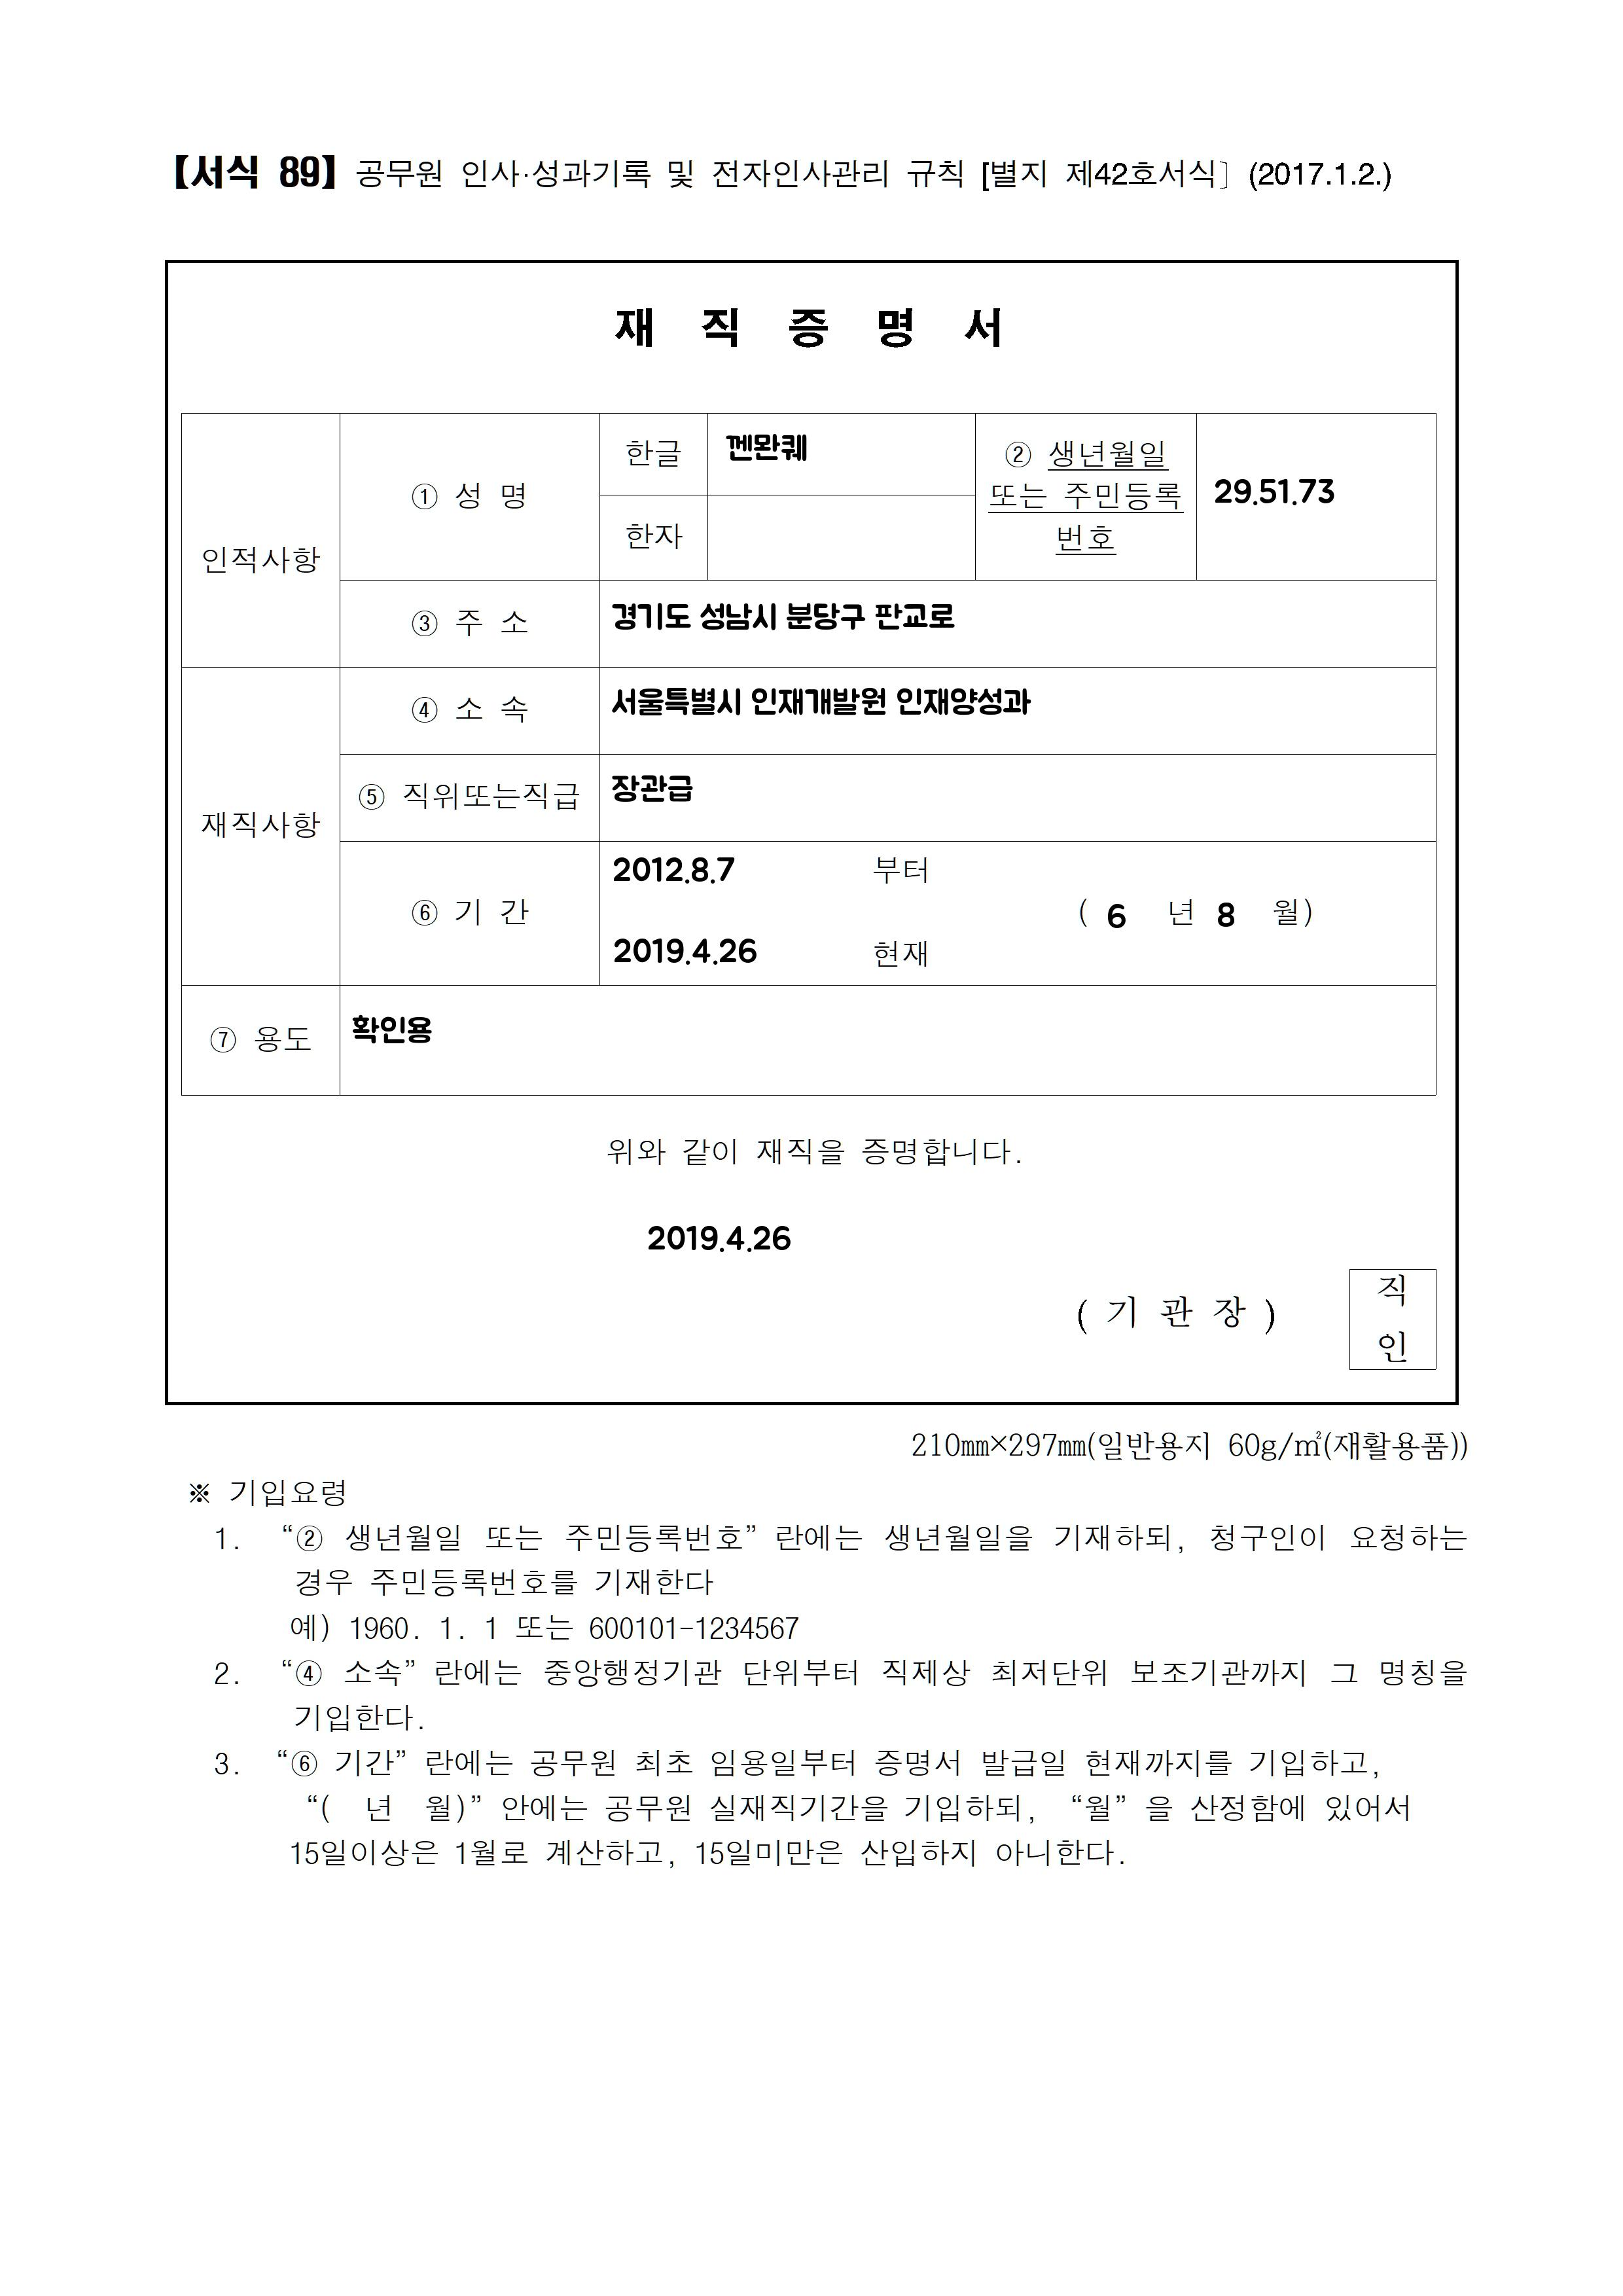 【서식 89】 공무원 인사·성과기록 및 전자인사관리 규칙 [별지 제42호서식] (2017.1.2.)
재 직 증 명 서
인적사항
① 성 명
한글
껜뫈퀘
한자
② 생년월일
또는 주민등록
번호
29.51.73
③ 주 소
경기도 성남시 분당구 판교로
재직사항
④ 소 속
서울특별시 인재개발원 인재양성과
⑤ 직위또는직급
장관급
⑥ 기 간
2012.8.7 부터
( 6 년 8 월)
2019.4.26 현재
⑦ 용도
확인용
위와 같이 재직을 증명합니다.
2019.4.26
( 기 관 장 )
직
인
210㎜×297㎜(일반용지 60g/㎡(재활용품))
※ 기입요령
1. “② 생년월일 또는 주민등록번호” 란에는 생년월일을 기재하되, 청구인이 요청하는
경우 주민등록번호를 기재한다
예) 1960. 1. 1 또는 600101-1234567
2. “④ 소속” 란에는 중앙행정기관 단위부터 직제상 최저단위 보조기관까지 그 명칭을
기입한다.
3. “⑥ 기간” 란에는 공무원 최초 임용일부터 증명서 발급일 현재까지를 기입하고,
“( 년 월)” 안에는 공무원 실재직기간을 기입하되, “월” 을 산정함에 있어서
15일이상은 1월로 계산하고, 15일미만은 산입하지 아니한다.